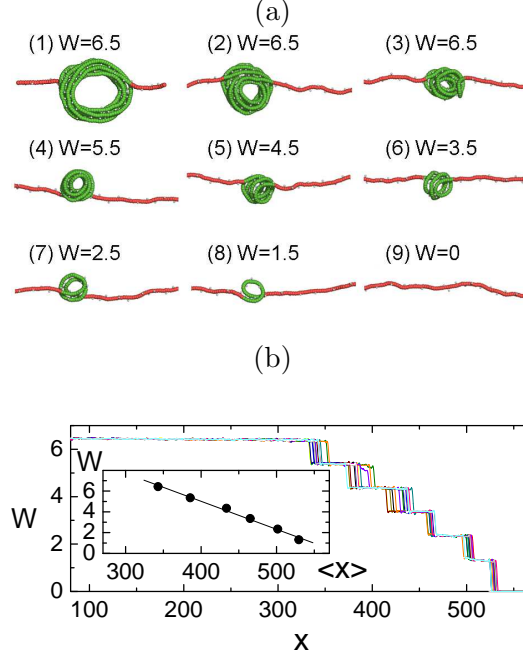 (a)
(1) W=6.5 (2) W=6.5 (3) W=6.5
(4) W=5.5 (5) W=4.5 (6) W=3.5
(7) W=2.5 (8) W=1.5 (9) W=0
(b)
6
4
2
0
W
W
6
4
2
0
300 400 500 <x>
100 200 300 400 500
x